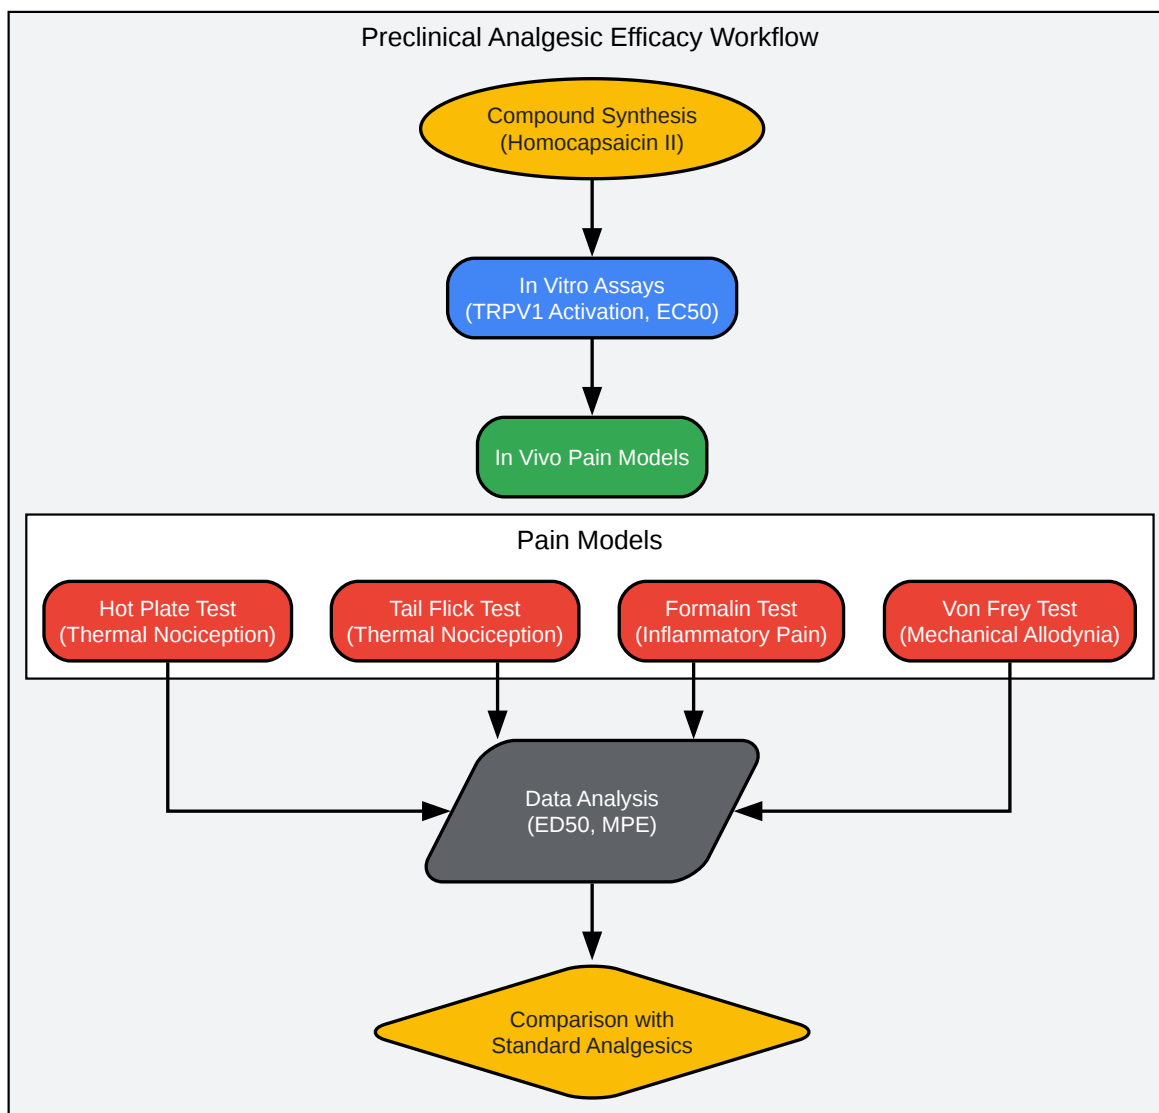 Preclinical Analgesic Efficacy Workflow
Compound Synthesis
(Homocapsaicin II)
In Vitro Assays
(TRPV1 Activation, EC50)
In Vivo Pain Models
Pain Models
Hot Plate Test
(Thermal Nociception)
Tail Flick Test
(Thermal Nociception)
Formalin Test
(Inflammatory Pain)
Von Frey Test
(Mechanical Allodynia)
Data Analysis
(ED50, MPE)
Comparison with
Standard Analgesics